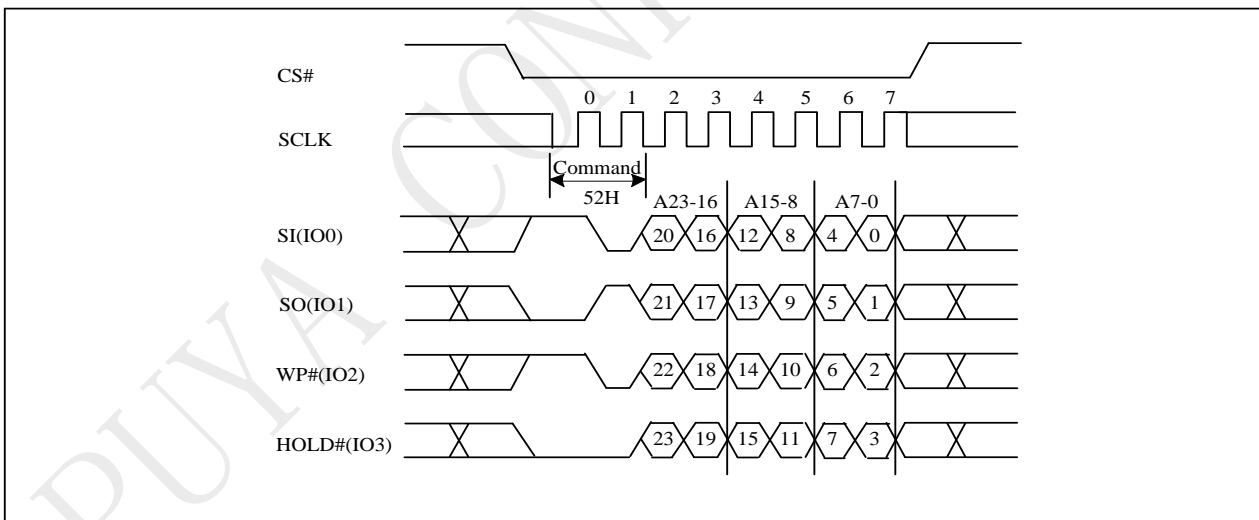 CS#
0 1 2 3 4 5 6 7
SCLK
Command
52H
A23-16 A15-8 A7-0
SI(IO0) 20 16 12 8 4 0
SO(IO1) 21 17 13 9 5 1
WP#(IO2) 22 18 14 10 6 2
HOLD#(IO3) 23 19 15 11 7 3
PUYA CON